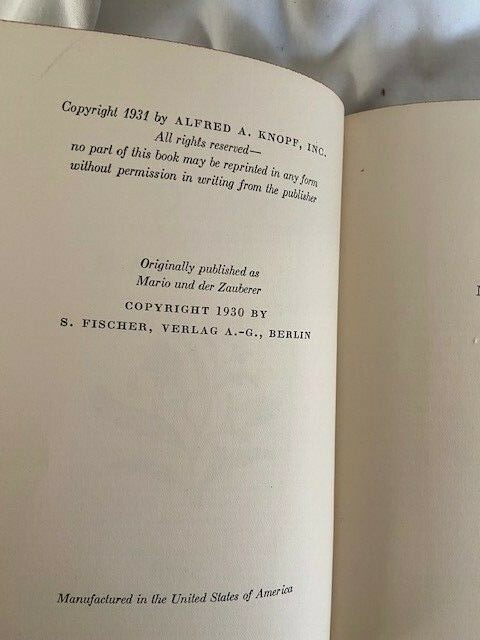 Copyright 1931 by ALFRED A. KNOPF, INC.
All rights reserved—
no part of this book may be reprinted in any form
without permission in writing from the publisher
Originally published as
Mario und der Zauberer
COPYRIGHT 1930 BY
S. FISCHER, VERLAG A.-G., BERLIN
Manufactured in the United States of America